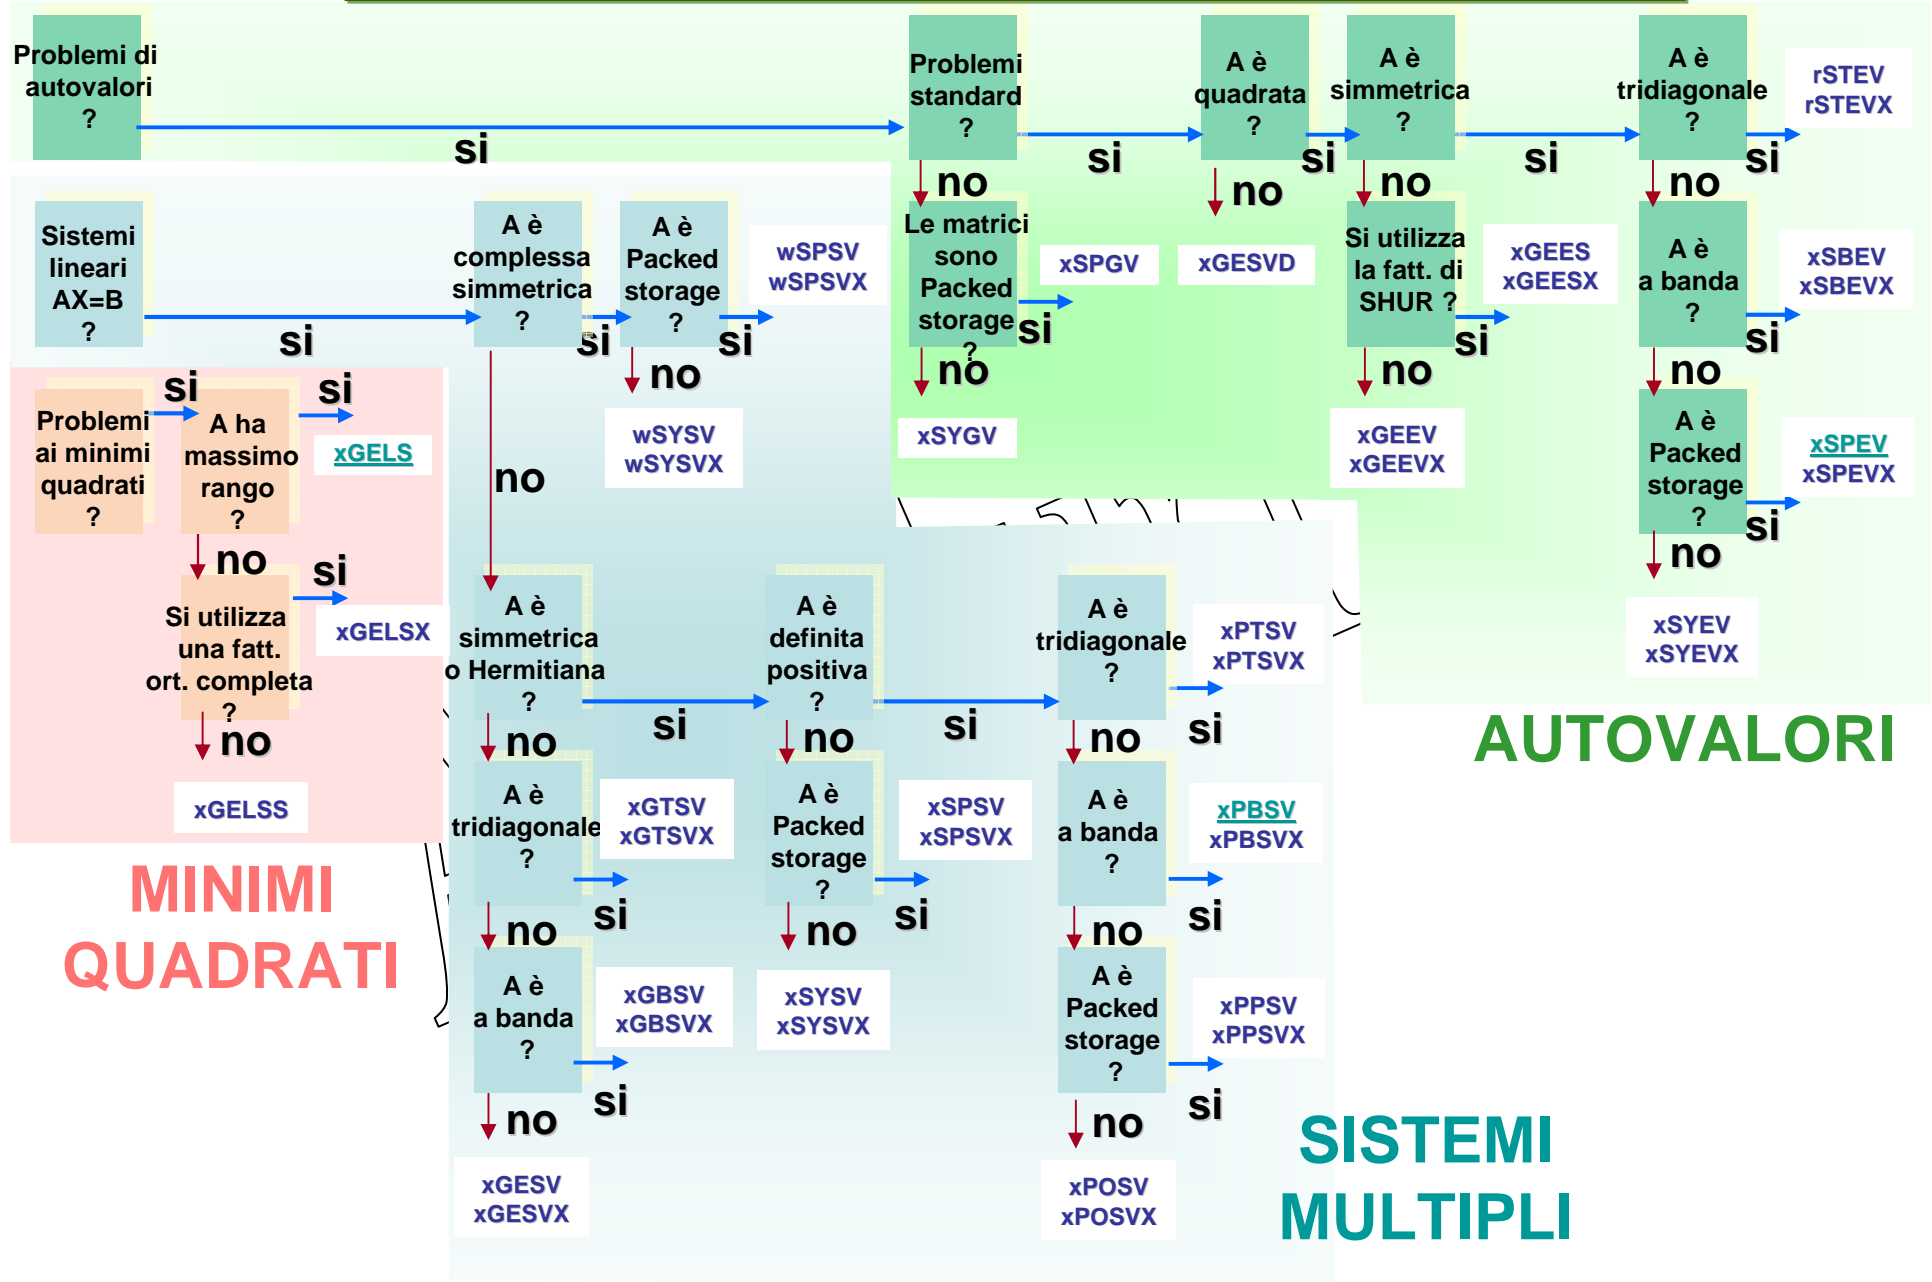 Problemi di
autovalori
?
si
Problemi
standard
?
si
A è
quadrata
?
si
A è
simmetrica
?
si
A è
tridiagonale
?
si
rSTEV
rSTEVX
no
no
no
no
Le matrici
sono
Packed
storage
?
si
xSPGV
xGESVD
Si utilizza
la fatt. di
SHUR ?
si
xGEES
xGEESX
A è
a banda
?
si
xSBEV
xSBEVX
no
xSYGV
no
xGEEV
xGEEVX
no
A è
Packed
storage
?
si
xSPEV
xSPEVX
no
xSYEV
xSYEVX
AUTOVALORI
Sistemi
lineari
AX=B
?
si
A è
complessa
simmetrica
?
si
A è
Packed
storage
?
si
wSPSV
wSPSVX
no
wSYSV
wSYSVX
no
A è
simmetrica
o Hermitiana
?
si
A è
definita
positiva
?
si
A è
tridiagonale
?
si
xPTSV
xPTSVX
no
no
no
A è
tridiagonale
?
si
xGTSV
xGTSVX
A è
Packed
storage
?
si
xSPSV
xSPSVX
A è
a banda
?
si
xPBSV
xPBSVX
no
no
no
A è
a banda
?
si
xGBSV
xGBSVX
xSYSV
xSYSVX
A è
Packed
storage
?
si
xPPSV
xPPSVX
no
no
xGESV
xGESVX
xPOSV
xPOSVX
SISTEMI
MULTIPLI
Problemi
ai minimi
quadrati
?
si
A ha
massimo
rango
?
si
xGELS
no
Si utilizza
una fatt.
ort. completa
?
si
xGELSX
no
xGELSS
MINIMI
QUADRATI